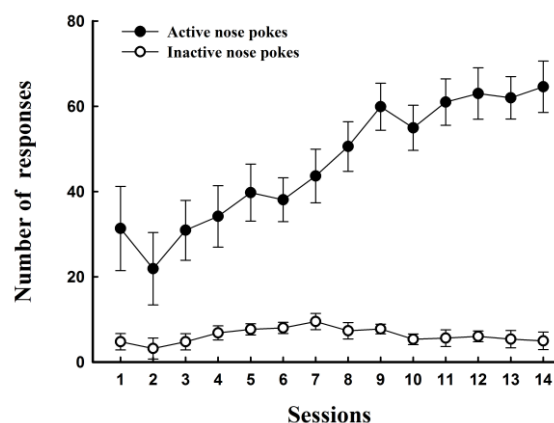 80
60
40
20
0
Number of responses
Active nose pokes
Inactive nose pokes
1 2 3 4 5 6 7 8 9 10 11 12 13 14
Sessions